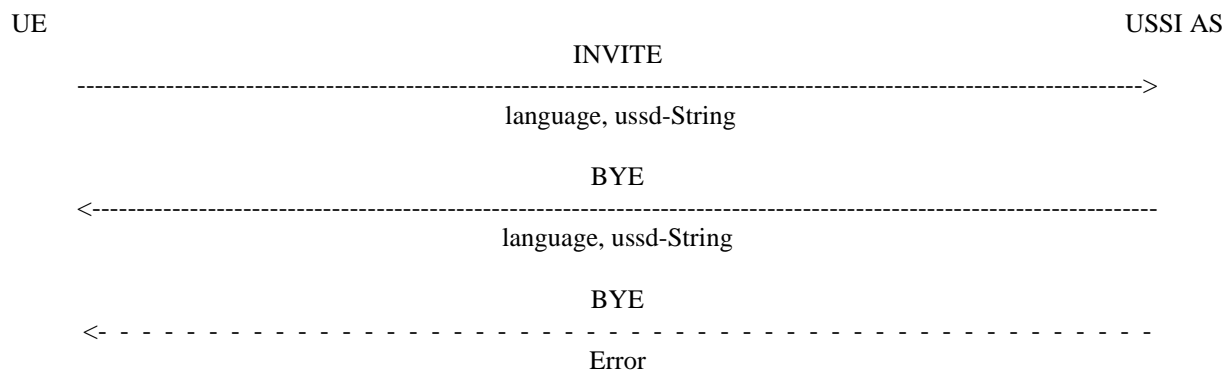 UE USSI AS
INVITE
language, ussd-String
BYE
language, ussd-String
BYE
Error